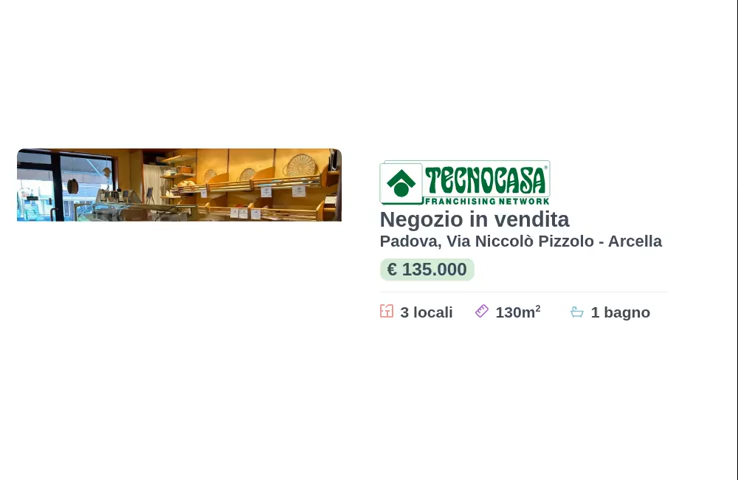 TECNOCASA
FRANCHISING NETWORK
Negozio in vendita
Padova, Via Niccolò Pizzolo - Arcella
€ 135.000
3 locali 130m² 1 bagno